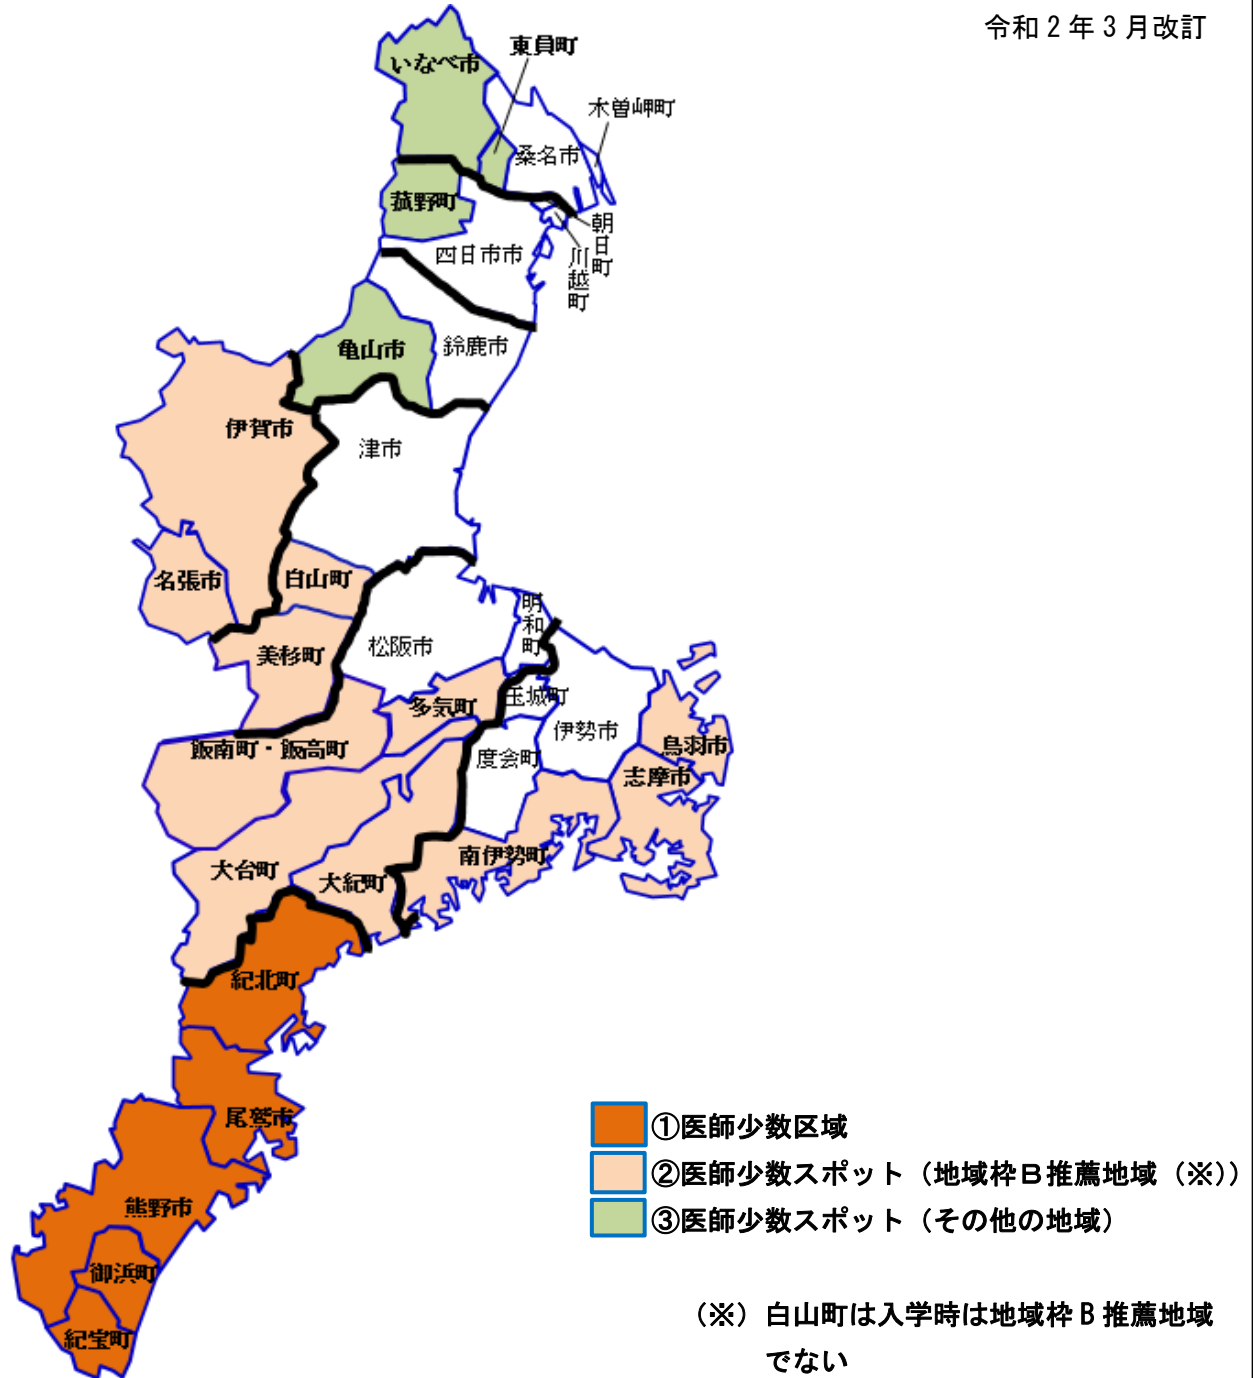 令和２年３月改訂
東員町
いなべ市
木曽岬町
桑名市
菰野町
朝日町
四日市市
川越町
亀山市
鈴鹿市
伊賀市
津市
名張市
白山町
明和町
松阪市
美杉町
玉城町
多気町
伊勢市
鳥羽市
飯南町・飯高町
度会町
志摩市
南伊勢町
大台町
大紀町
紀北町
尾鷲市
①医師少数区域
②医師少数スポット（地域枠Ｂ推薦地域（※））
③医師少数スポット（その他の地域）
熊野市
御浜町
紀宝町
（※）白山町は入学時は地域枠Ｂ推薦地域
でない